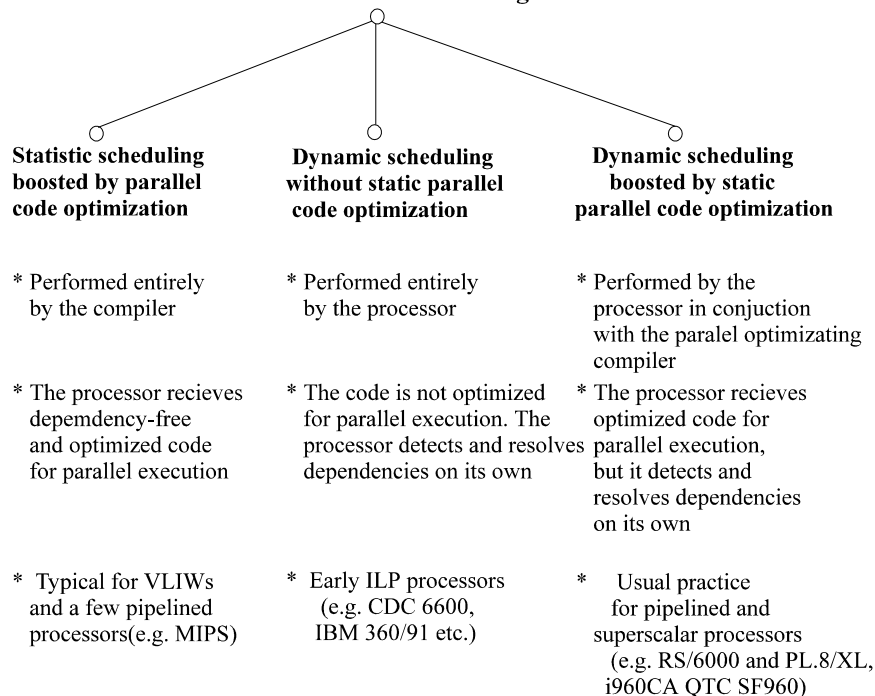 Statistic scheduling
boosted by parallel
code optimization
Dynamic scheduling
without static parallel
code optimization
Dynamic scheduling
boosted by static
parallel code optimization
* Performed entirely
by the compiler
* Performed entirely
by the processor
* Performed by the
processor in conjuction
with the paralel optimizating
compiler
* The processor recieves
depemdency-free
and optimized code
for parallel execution
* The code is not optimized
for parallel execution. The
processor detects and resolves
dependencies on its own
* The processor recieves
optimized code for
parallel execution,
but it detects and
resolves dependencies
on its own
* Typical for VLIWs
and a few pipelined
processors(e.g. MIPS)
* Early ILP processors
(e.g. CDC 6600,
IBM 360/91 etc.)
* Usual practice
for pipelined and
superscalar processors
(e.g. RS/6000 and PL.8/XL,
i960CA QTC SF960)